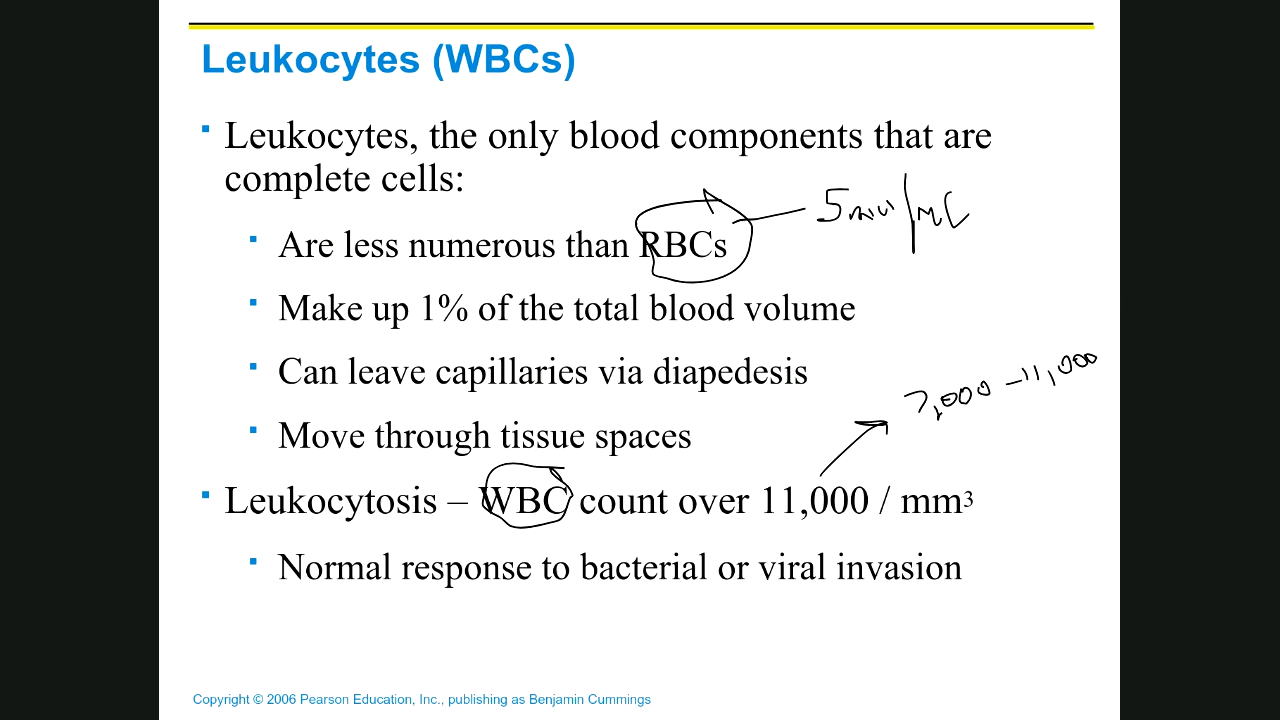 Leukocytes (WBCs)
▪ Leukocytes, the only blood components that are
complete cells:
▪ Are less numerous than RBCs
5 mil/mL
▪ Make up 1% of the total blood volume
▪ Can leave capillaries via diapedesis
7,000 - 11,000
▪ Move through tissue spaces
▪ Leukocytosis – WBC count over 11,000 / mm³
▪ Normal response to bacterial or viral invasion
Copyright © 2006 Pearson Education, Inc., publishing as Benjamin Cummings